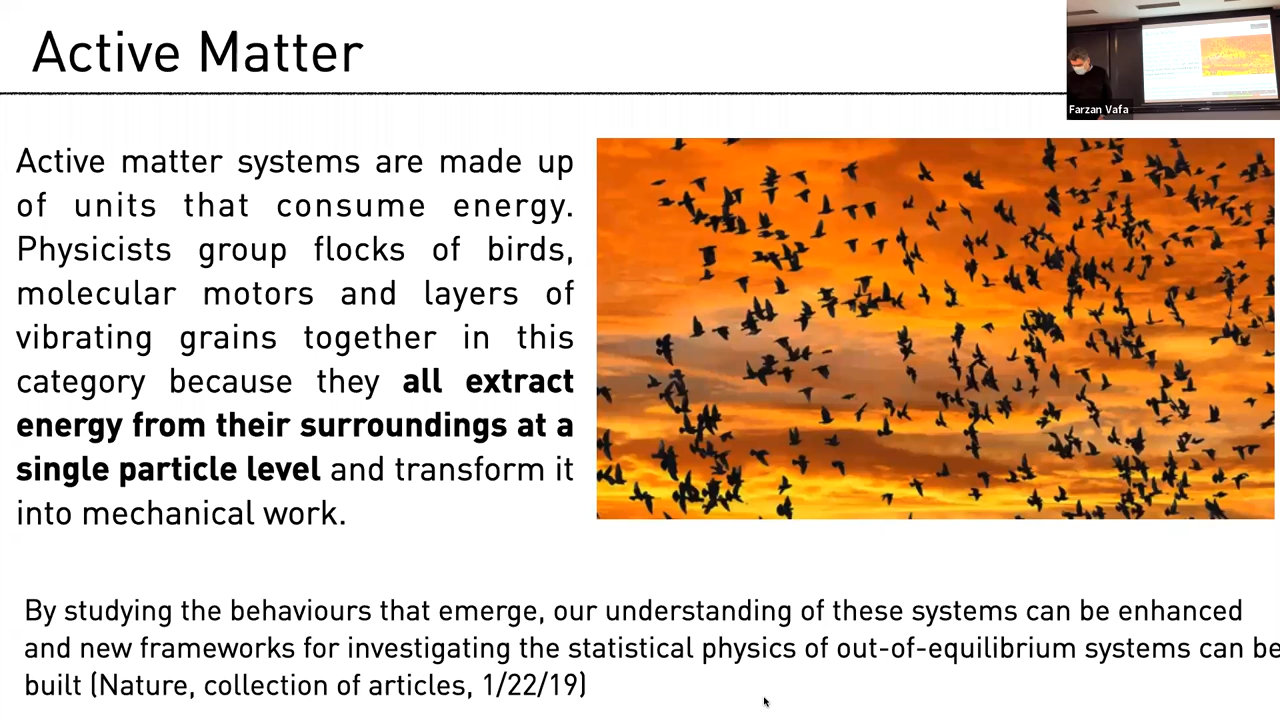 Active Matter
Farzan Vafa
Active matter systems are made up
of units that consume energy.
Physicists group flocks of birds,
molecular motors and layers of
vibrating grains together in this
category because they all extract
energy from their surroundings at a
single particle level and transform it
into mechanical work.
By studying the behaviours that emerge, our understanding of these systems can be enhanced
and new frameworks for investigating the statistical physics of out-of-equilibrium systems can be
built (Nature, collection of articles, 1/22/19)